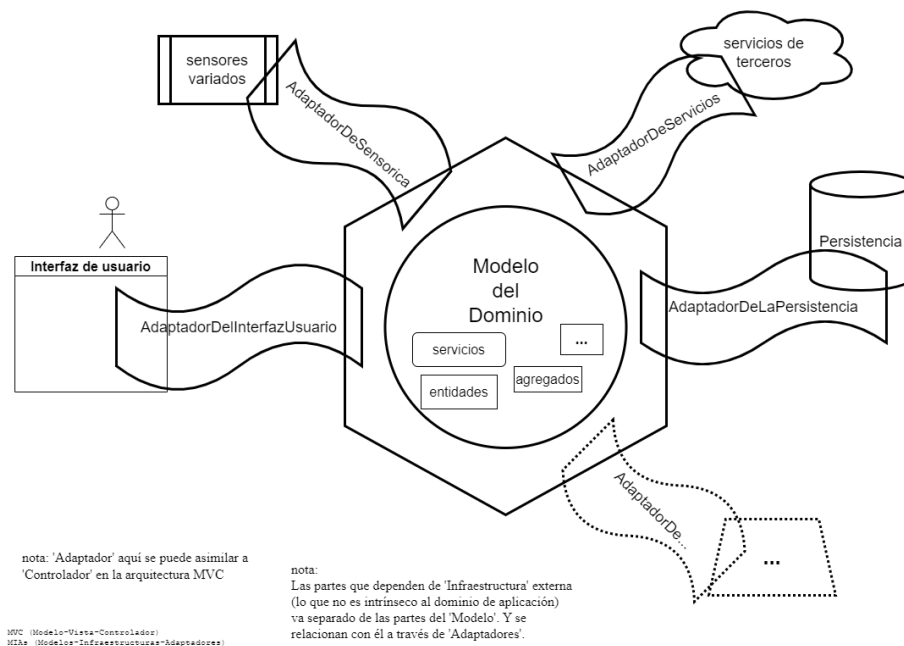 sensores
variados
AdaptadorDeSensorica
servicios de
terceros
AdaptadorDeServicios
Interfaz de usuario
AdaptadorDelInterfazUsuario
Modelo
del
Dominio
servicios
...
entidades
agregados
Persistencia
AdaptadorDeLaPersistencia
AdaptadorDe...
...
nota: 'Adaptador' aquí se puede asimilar a
'Controlador' en la arquitectura MVC
nota:
Las partes que dependen de 'Infraestructura' externa
(lo que no es intrínseco al dominio de aplicación)
va separado de las partes del 'Modelo'. Y se
relacionan con él a través de 'Adaptadores'.
MVC (Modelo-Vista-Controlador)
MIAs (Modelos-Infraestructuras-Adaptadores)